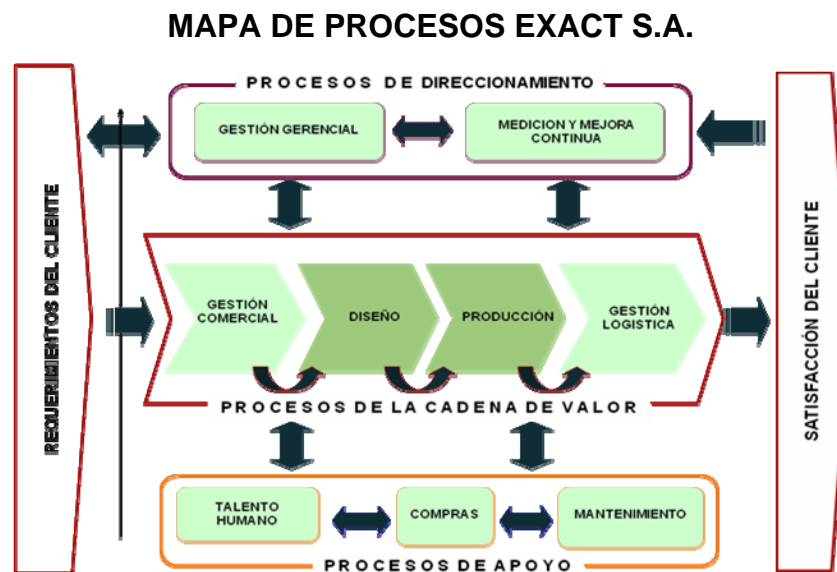 MAPA DE PROCESOS EXACT S.A.
REQUERIMIENTOS DEL CLIENTE
PROCESOS DE DIRECCIONAMIENTO
GESTIÓN GERENCIAL
MEDICION Y MEJORA
CONTINUA
GESTIÓN
COMERCIAL
DISEÑO
PRODUCCIÓN
GESTIÓN
LOGISTICA
PROCESOS DE LA CADENA DE VALOR
TALENTO
HUMANO
COMPRAS
MANTENIMIENTO
PROCESOS DE APOYO
SATISFACCIÓN DEL CLIENTE